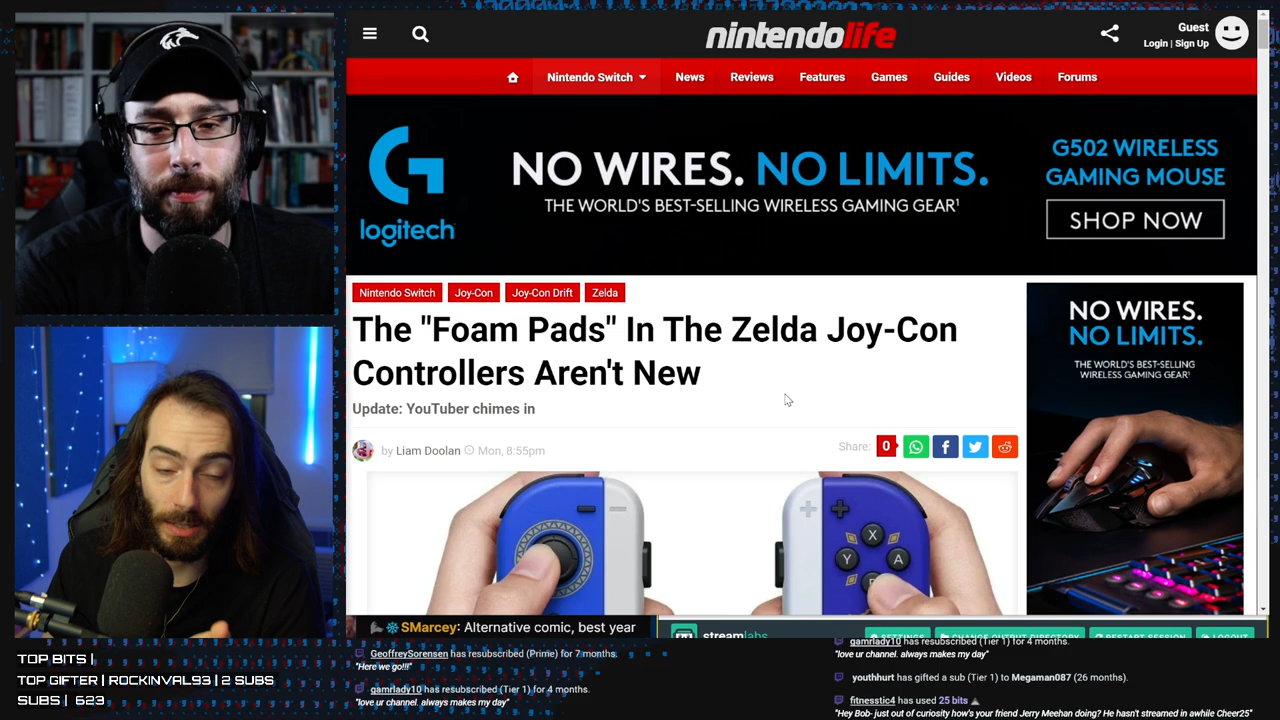 nintendolife
Guest
Login | Sign Up
Nintendo Switch
News
Reviews
Features
Games
Guides
Videos
Forums
G
logitech
NO WIRES. NO LIMITS.
THE WORLD'S BEST-SELLING WIRELESS GAMING GEAR¹
G502 WIRELESS
GAMING MOUSE
SHOP NOW
Nintendo Switch
Joy-Con
Joy-Con Drift
Zelda
The "Foam Pads" In The Zelda Joy-Con
Controllers Aren't New
Update: YouTuber chimes in
by Liam Doolan Mon, 8:55pm
Share: 0
X
Y
A
NO WIRES.
NO LIMITS.
THE WORLD'S BEST-SELLING
WIRELESS GAMING GEAR¹
SMarcey: Alternative comic, best year
streamlabs
SETTINGS
CHANGE OUTPUT DIRECTORY
RESTART SESSION
LOGOUT
TOP BITS |
TOP GIFTER | ROCKINVAL93 | 2 SUBS
SUBS | 623
GeoffreySorensen has resubscribed (Prime) for 7 months.
"Here we go!!!"
gamrlady10 has resubscribed (Tier 1) for 4 months.
"love ur channel. always makes my day"
gamrlady10 has resubscribed (Tier 1) for 4 months.
"love ur channel. always makes my day"
youthhurt has gifted a sub (Tier 1) to Megaman087 (26 months).
fitnesstic4 has used 25 bits
"Hey Bob- just out of curiosity how's your friend Jerry Meehan doing? He hasn't streamed in awhile Cheer25"